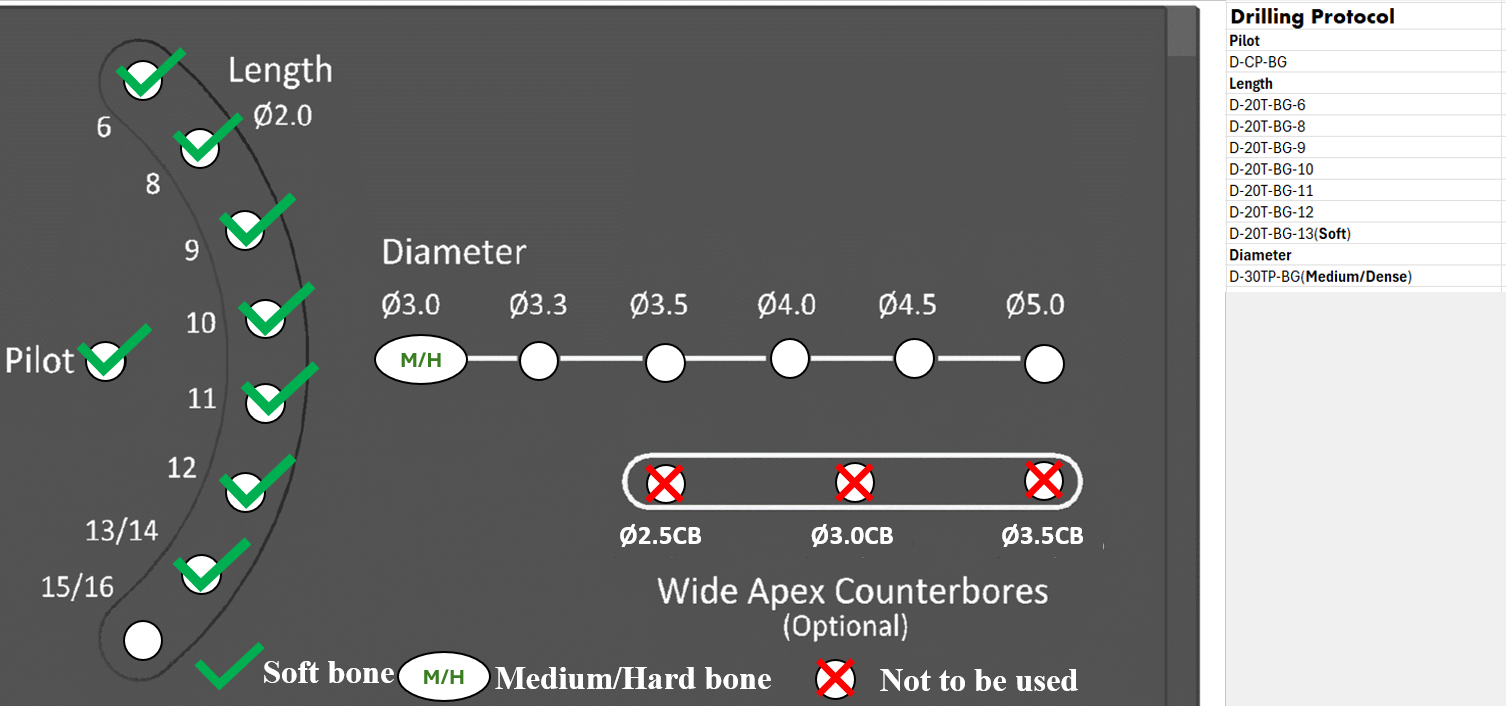 Length
Ø2.0
6
8
9
10
11
12
13/14
15/16
Pilot
Diameter
Ø3.0 Ø3.3 Ø3.5 Ø4.0 Ø4.5 Ø5.0
M/H
Ø2.5CB Ø3.0CB Ø3.5CB
Wide Apex Counterbores
(Optional)
Soft bone M/H Medium/Hard bone Not to be used
Drilling Protocol
Pilot
D-CP-BG
Length
D-20T-BG-6
D-20T-BG-8
D-20T-BG-9
D-20T-BG-10
D-20T-BG-11
D-20T-BG-12
D-20T-BG-13(Soft)
Diameter
D-30TP-BG(Medium/Dense)